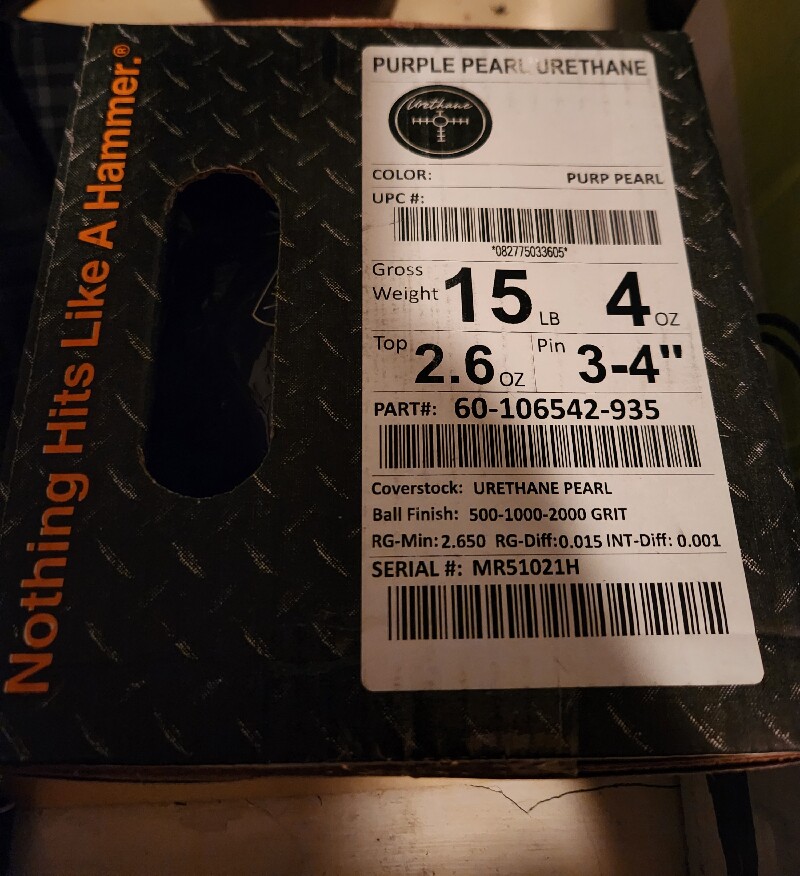 Nothing Hits Like A Hammer.®
PURPLE PEARL URETHANE
Urethane
COLOR: PURP PEARL
UPC #:
*082775033605*
Gross Weight 15 LB 4 OZ
Top 2.6 OZ Pin 3-4"
PART#: 60-106542-935
Coverstock: URETHANE PEARL
Ball Finish: 500-1000-2000 GRIT
RG-Min: 2.650 RG-Diff:0.015 INT-Diff: 0.001
SERIAL #: MR51021H